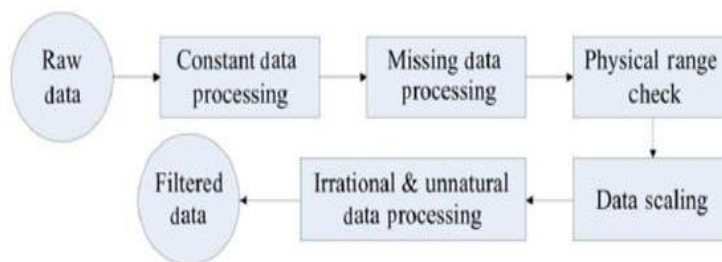 Raw
data
Constant data
processing
Missing data
processing
Physical range
check
Data scaling
Irrational & unnatural
data processing
Filtered
data